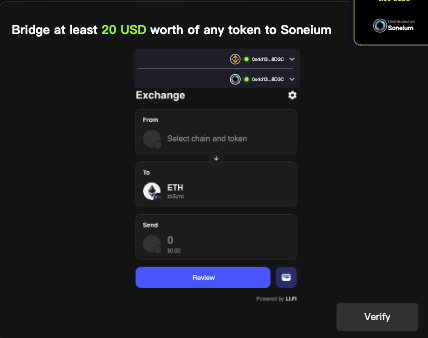 Bridge at least 20 USD worth of any token to Soneium
Distributed on
Soneium
0x4d13...8D3C
0x4d13...8D3C
Exchange
From
Select chain and token
To
ETH
zkSync
Send
0
$0.00
Review
Powered by LI.FI
Verify